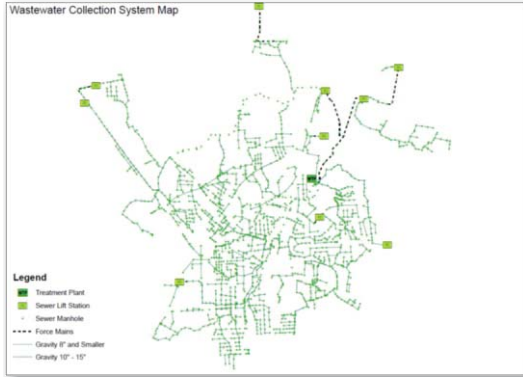 Wastewater Collection System Map
Legend
Treatment Plant
Sewer Lift Station
Sewer Manhole
Force Mains
Gravity 8" and Smaller
Gravity 10" - 15"